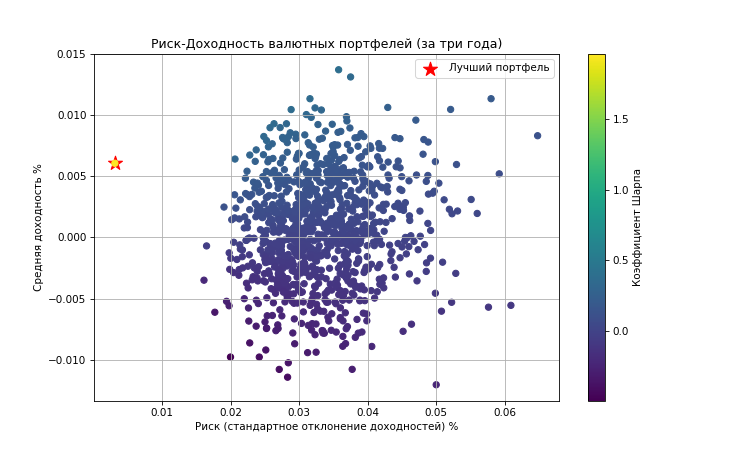 Риск-Доходность валютных портфелей (за три года)
Лучший портфель
0.015
0.010
0.005
0.000
−0.005
−0.010
Средняя доходность %
0.01 0.02 0.03 0.04 0.05 0.06
Риск (стандартное отклонение доходностей) %
1.5
1.0
0.5
0.0
Коэффициент Шарпа